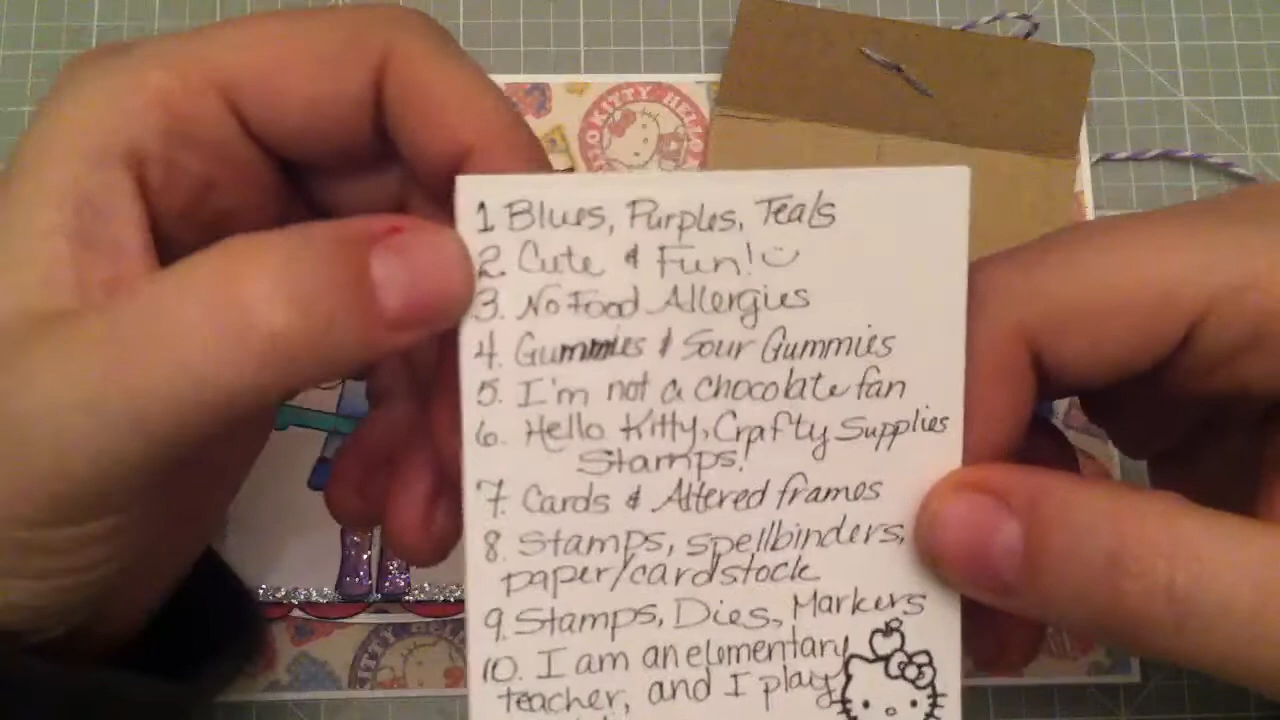 KITTY HELLO
1 Blues, Purples, Teals
2. Cute & Fun!
3. No Food Allergies
4. Gummies & Sour Gummies
5. I'm not a chocolate fan
6. Hello Kitty, Crafty Supplies
Stamps!
7. Cards & Altered frames
8. Stamps, spellbinders,
paper/cardstock
9. Stamps, Dies, Markers
10. I am an elementary
teacher, and I play